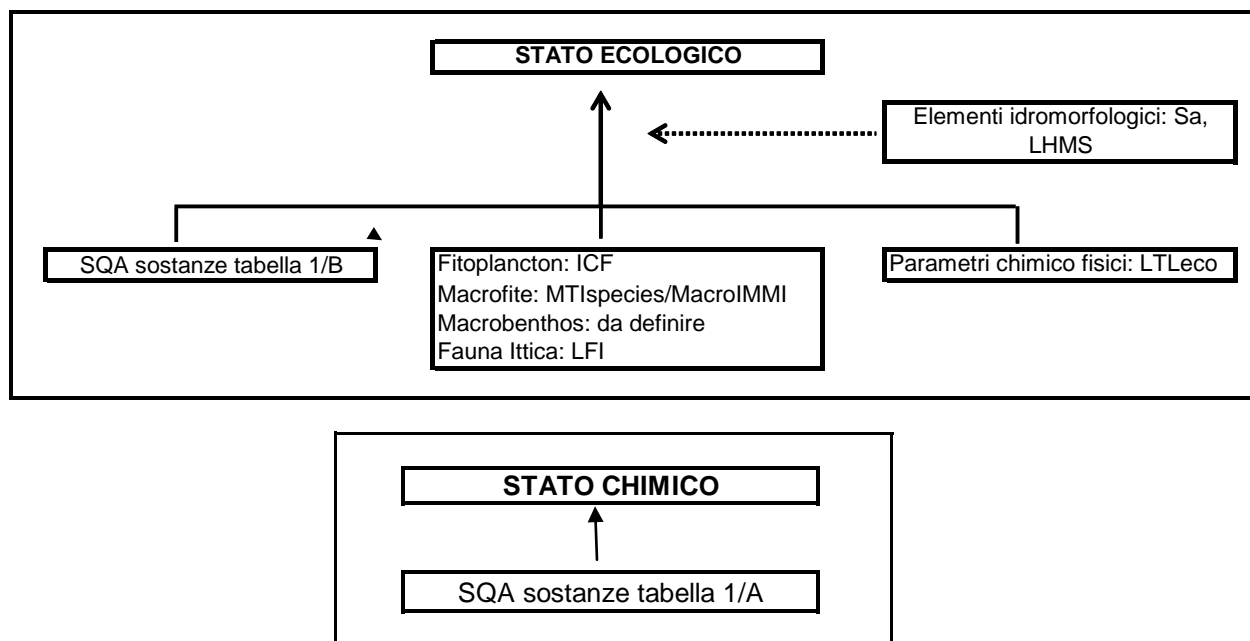 STATO ECOLOGICO
Elementi idromorfologici: Sa,
LHMS
SQA sostanze tabella 1/B
Fitoplancton: ICF
Macrofite: MTIspecies/MacroIMMI
Macrobenthos: da definire
Fauna Ittica: LFI
Parametri chimico fisici: LTLeco
STATO CHIMICO
SQA sostanze tabella 1/A